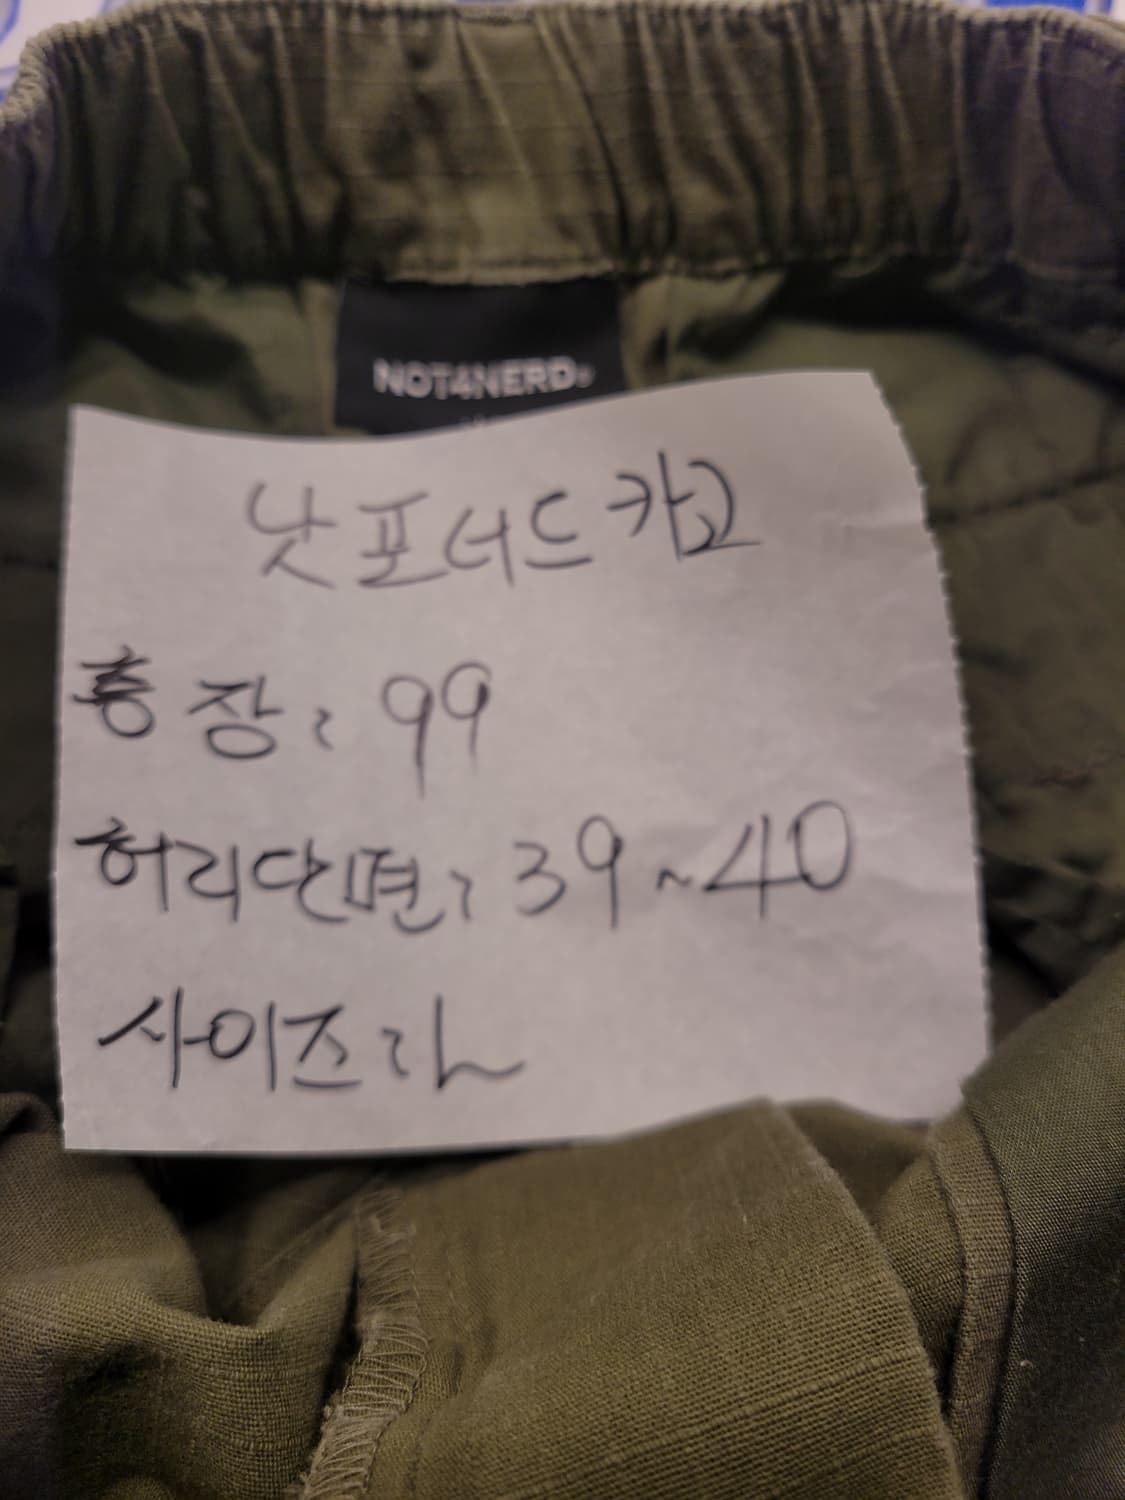 NOT4NERD®
낫포너드카고
총장: 99
허리단면: 39~40
사이즈: L